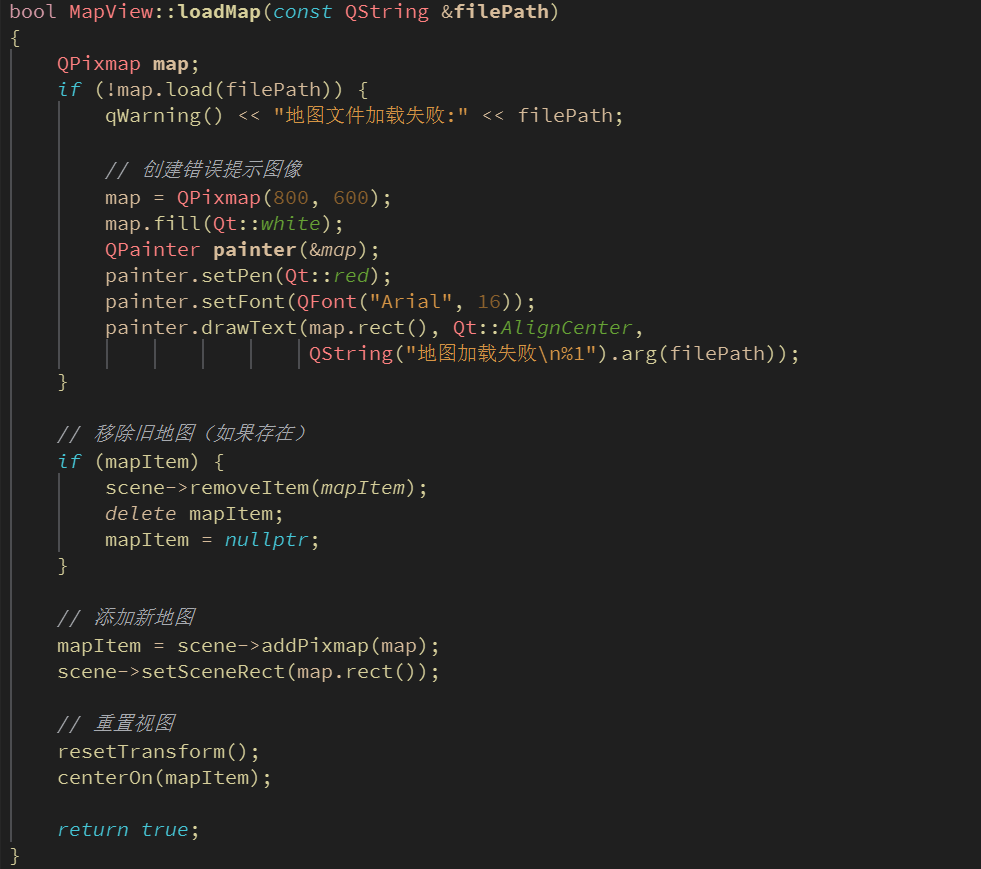 bool MapView::loadMap(const QString &filePath)
{
    QPixmap map;
    if (!map.load(filePath)) {
        qWarning() << "地图文件加载失败:" << filePath;

        // 创建错误提示图像
        map = QPixmap(800, 600);
        map.fill(Qt::white);
        QPainter painter(&map);
        painter.setPen(Qt::red);
        painter.setFont(QFont("Arial", 16));
        painter.drawText(map.rect(), Qt::AlignCenter,
                         QString("地图加载失败\n%1").arg(filePath));
    }

    // 移除旧地图（如果存在）
    if (mapItem) {
        scene->removeItem(mapItem);
        delete mapItem;
        mapItem = nullptr;
    }

    // 添加新地图
    mapItem = scene->addPixmap(map);
    scene->setSceneRect(map.rect());

    // 重置视图
    resetTransform();
    centerOn(mapItem);

    return true;
}